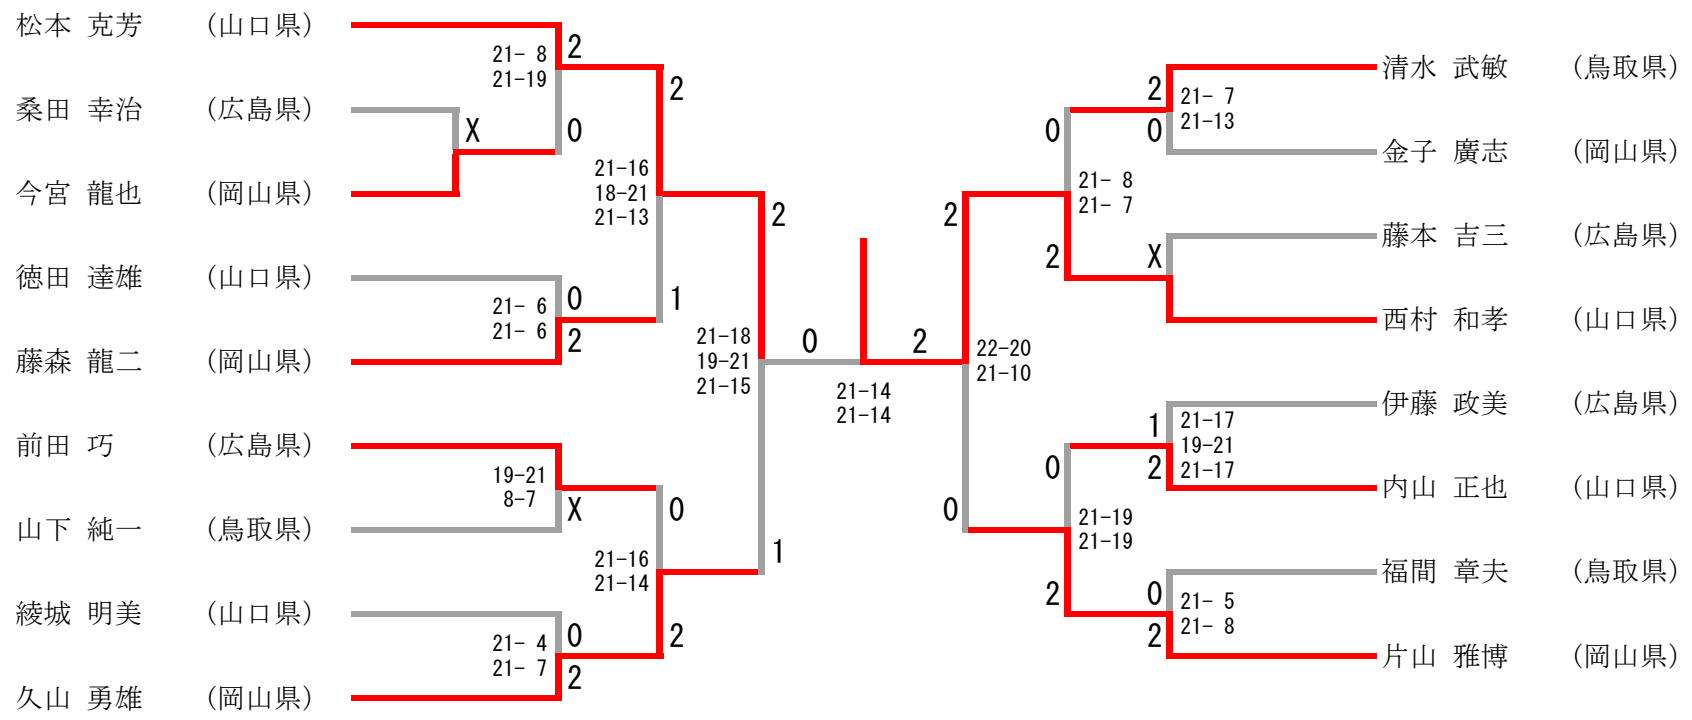 松本 克芳 (山口県)
桑田 幸治 (広島県)
今宮 龍也 (岡山県)
徳田 達雄 (山口県)
藤森 龍二 (岡山県)
前田 巧 (広島県)
山下 純一 (鳥取県)
綾城 明美 (山口県)
久山 勇雄 (岡山県)
21- 8
21-19
2
0
X
21- 6
21- 6
0
2
19-21
8-7
X
21- 4
21- 7
0
2
21-16
18-21
21-13
2
1
21-16
21-14
0
2
21-18
19-21
21-15
2
1
0
2
21-14
21-14
2
0
22-20
21-10
0
2
21- 8
21- 7
0
2
21-19
21-19
2
0
21- 7
21-13
X
1
2
21-17
19-21
21-17
0
2
21- 5
21- 8
清水 武敏 (鳥取県)
金子 廣志 (岡山県)
藤本 吉三 (広島県)
西村 和孝 (山口県)
伊藤 政美 (広島県)
内山 正也 (山口県)
福間 章夫 (鳥取県)
片山 雅博 (岡山県)